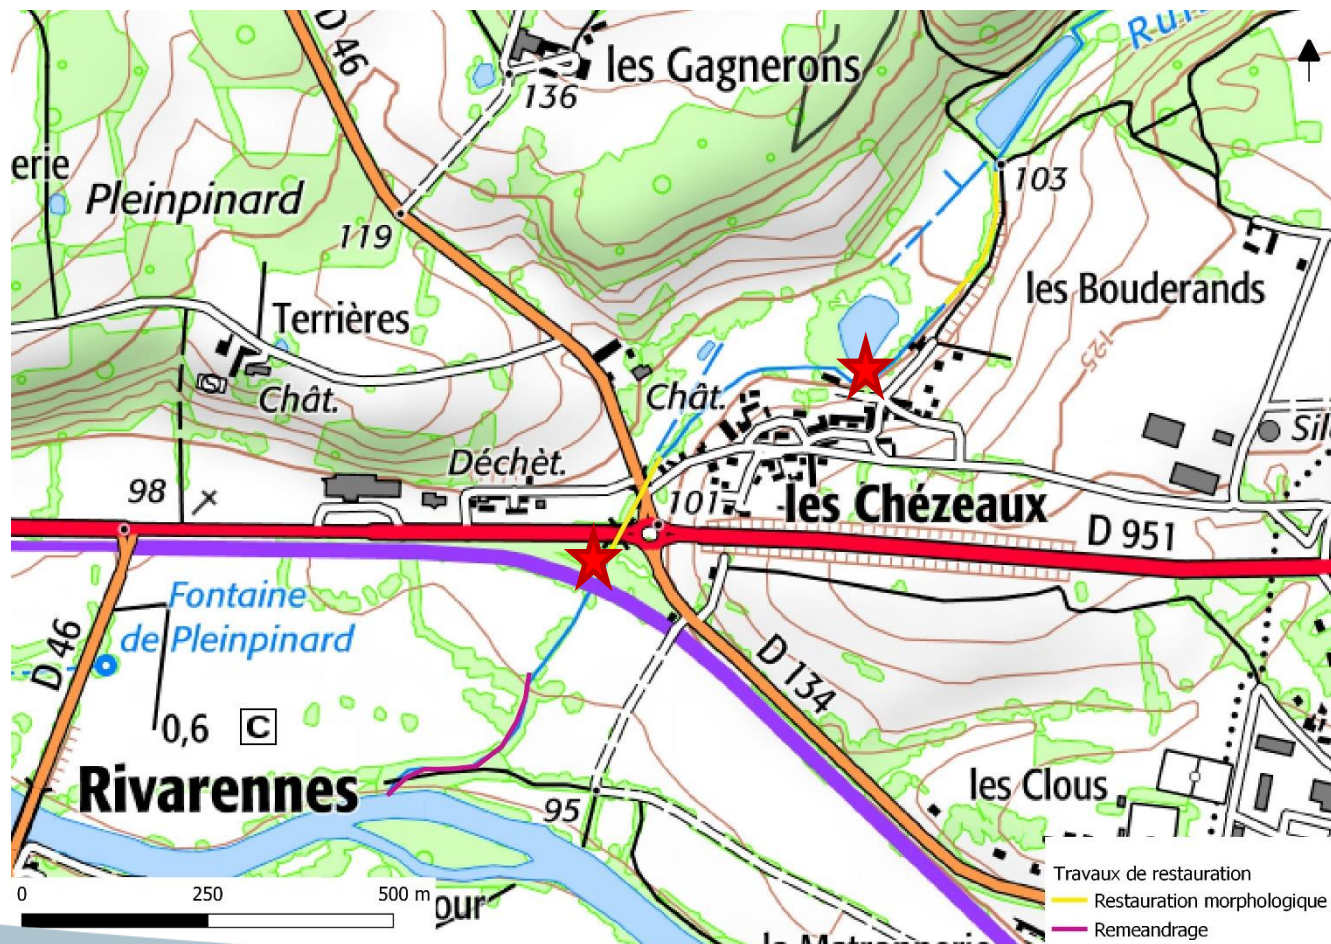 D 46
les Gagnerons
136
erie
Pleinpinard
103
119
les Bouderands
Terrières
125
Chât.
Chât.
Déchèt.
98
101
les Chézeaux
D 951
Fontaine
de Pleinpinard
D 46
D 134
0,6
C
Rivarennes
95
les Clous
0 250 500 m
our
Travaux de restauration
Restauration morphologique
Remeandrage